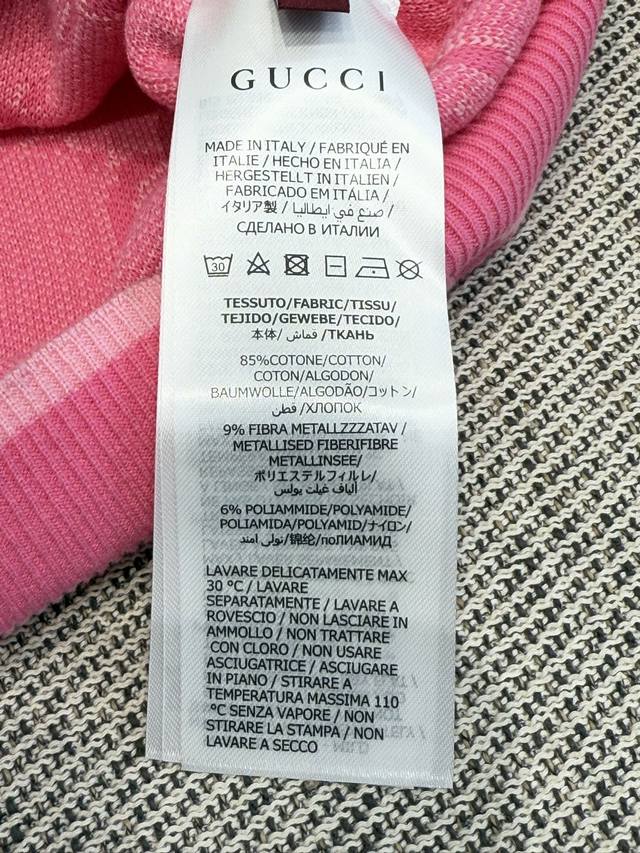 GUCCI
MADE IN ITALY / FABRIQUÉ EN
ITALIE / HECHO EN ITALIA /
HERGESTELLT IN ITALIEN /
FABRICADO EM ITÁLIA /
イタリア製 / صنع في ايطاليا /
СДЕЛАНО В ИТАЛИИ
30
TESSUTO/FABRIC/TISSU/
TEJIDO/GEWEBE/TECIDO/
本体/ قماش /ТКАНЬ
85%COTONE/COTTON/
COTON/ALGODON/
BAUMWOLLE/ALGODÃO/コットン/
قطن /ХЛОПОК
9% FIBRA METALLZZZATAV /
METALLISED FIBERIFIBRE
METALLINSEE/
ポリエステルフィルレ/
ألياف غيلت يولس
6% POLIAMMIDE/POLYAMIDE/
POLIAMIDA/POLYAMID/ナイロン/
نولى امند/锦纶/поЛИАМИД
LAVARE DELICATAMENTE MAX
30 °C / LAVARE
SEPARATAMENTE / LAVARE A
ROVESCIO / NON LASCIARE IN
AMMOLLO / NON TRATTARE
CON CLORO / NON USARE
ASCIUGATRICE / ASCIUGARE
IN PIANO / STIRARE A
TEMPERATURA MASSIMA 110
°C SENZA VAPORE / NON
STIRARE LA STAMPA / NON
LAVARE A SECCO